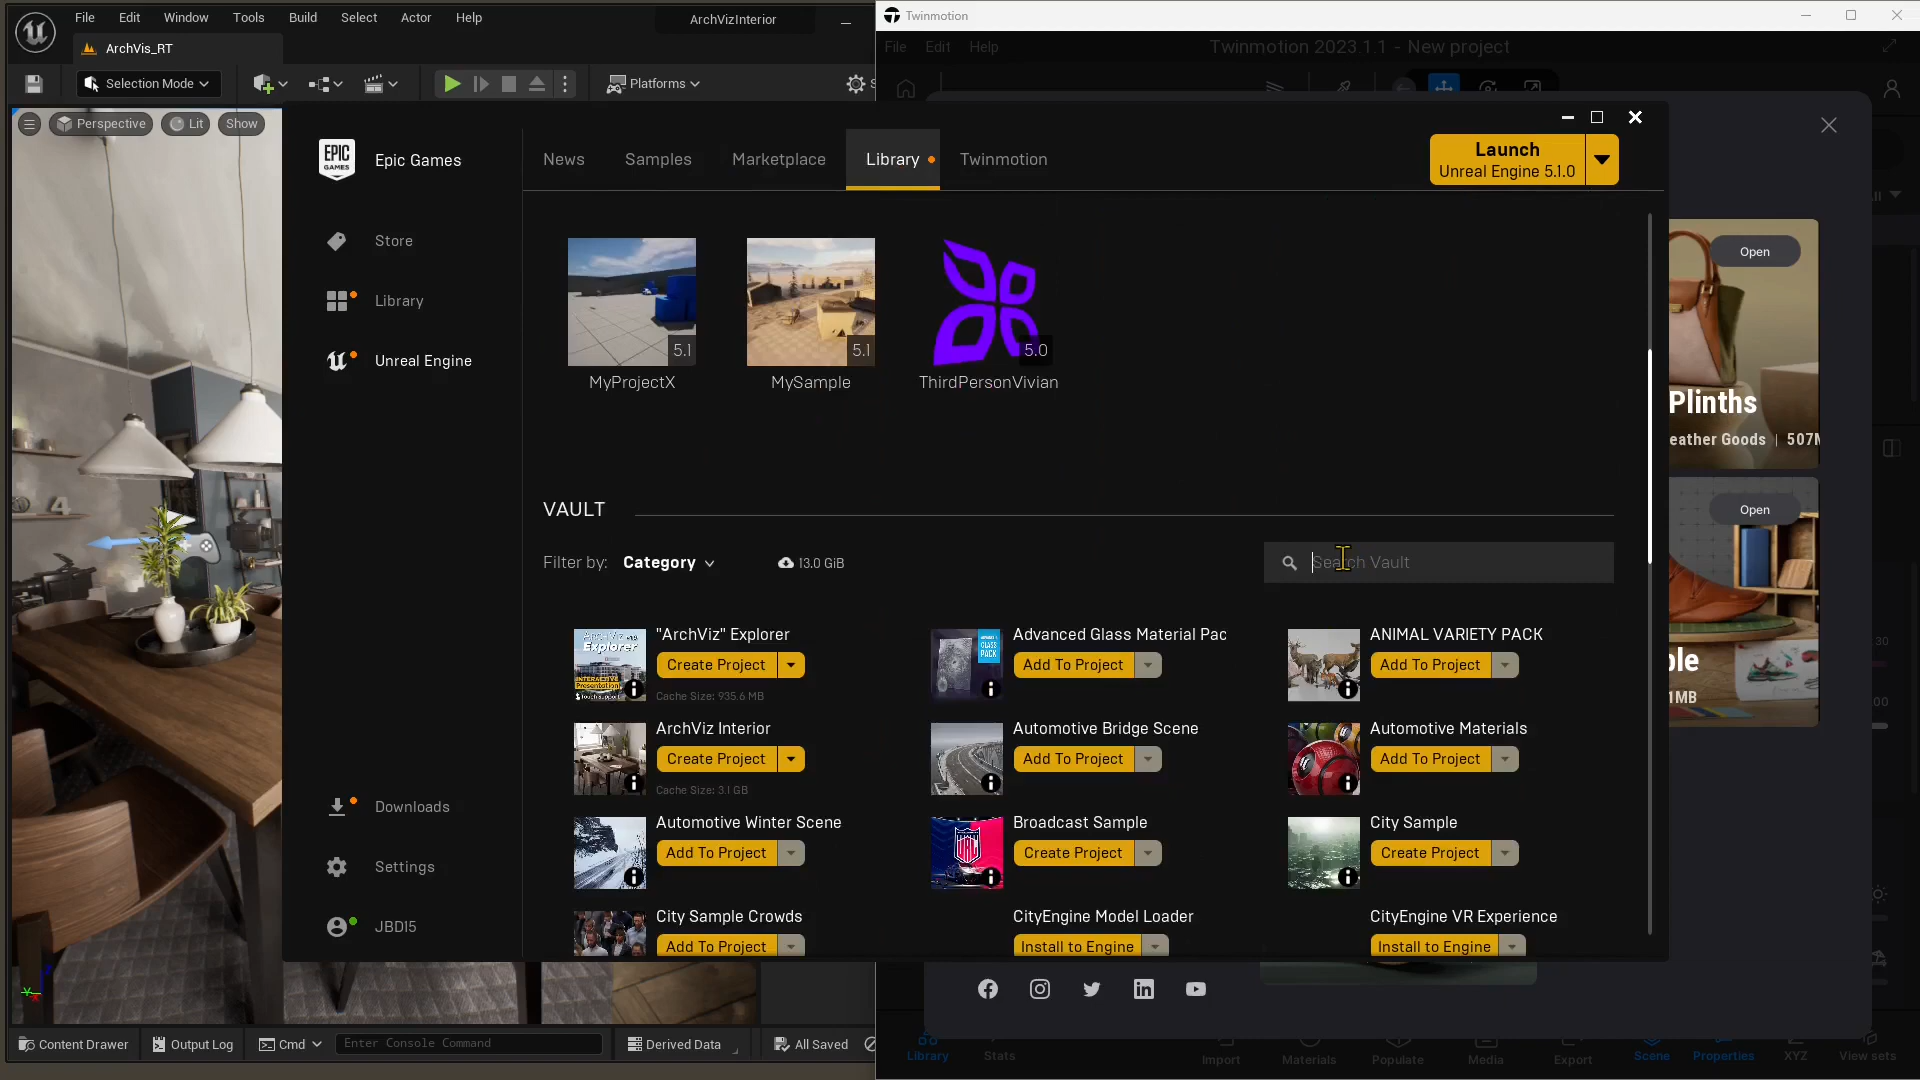 File Edit Window Tools Build Select Actor Help
ArchVizInterior
ArchVis_RT
Selection Mode
Platforms
Perspective
Lit
Show
Twinmotion
File Edit Help
Twinmotion 2023.1.1 - New project
EPIC GAMES
Epic Games
News
Samples
Marketplace
Library
Twinmotion
Launch
Unreal Engine 5.1.0
Store
Library
Unreal Engine
Downloads
Settings
JBD15
5.1
MyProjectX
5.1
MySample
5.0
ThirdPersonVivian
VAULT
Filter by: Category
13.0 GiB
Search Vault
"ArchViz" Explorer
Create Project
Cache Size: 935.6 MB
Advanced Glass Material Pac
Add To Project
ANIMAL VARIETY PACK
Add To Project
ArchViz Interior
Create Project
Cache Size: 3.1 GB
Automotive Bridge Scene
Add To Project
Automotive Materials
Add To Project
Automotive Winter Scene
Add To Project
Broadcast Sample
Create Project
City Sample
Create Project
City Sample Crowds
Add To Project
CityEngine Model Loader
Install to Engine
CityEngine VR Experience
Install to Engine
Open
Plinths
eather Goods | 507M
Open
ple
1MB
30
00
Content Drawer
Output Log
Cmd
Enter Console Command
Derived Data
All Saved
Library
Stats
Import
Materials
Populate
Media
Export
Scene
Properties
XYZ
View sets